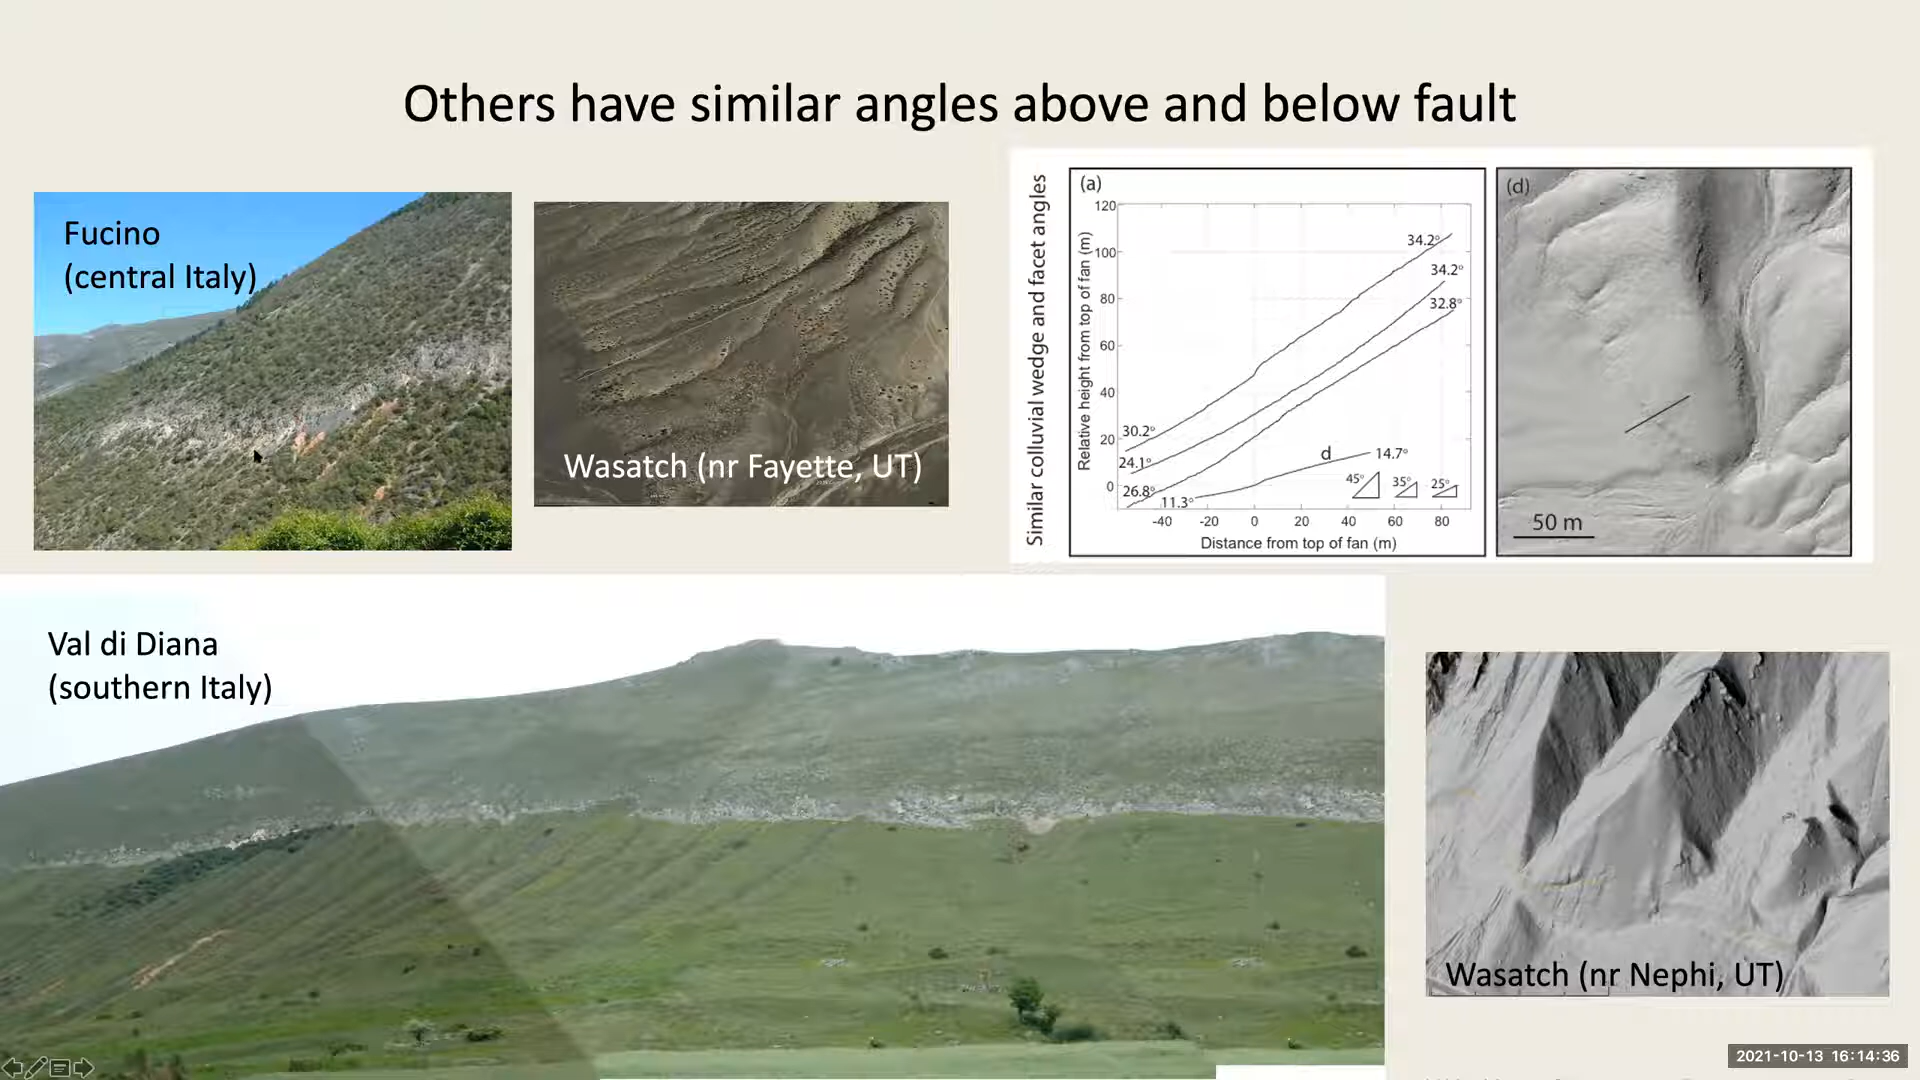 Others have similar angles above and below fault
Fucino
(central Italy)
Wasatch (nr Fayette, UT)
Similar colluvial wedge and facet angles
(a)
Relative height from top of fan (m)
120
100
80
60
40
20
0
-40 -20 0 20 40 60 80
Distance from top of fan (m)
34.2°
34.2°
32.8°
30.2°
24.1°
26.8°
11.3°
d
14.7°
45° 35° 25°
(d)
50 m
Val di Diana
(southern Italy)
Wasatch (nr Nephi, UT)
2021-10-13 16:14:36